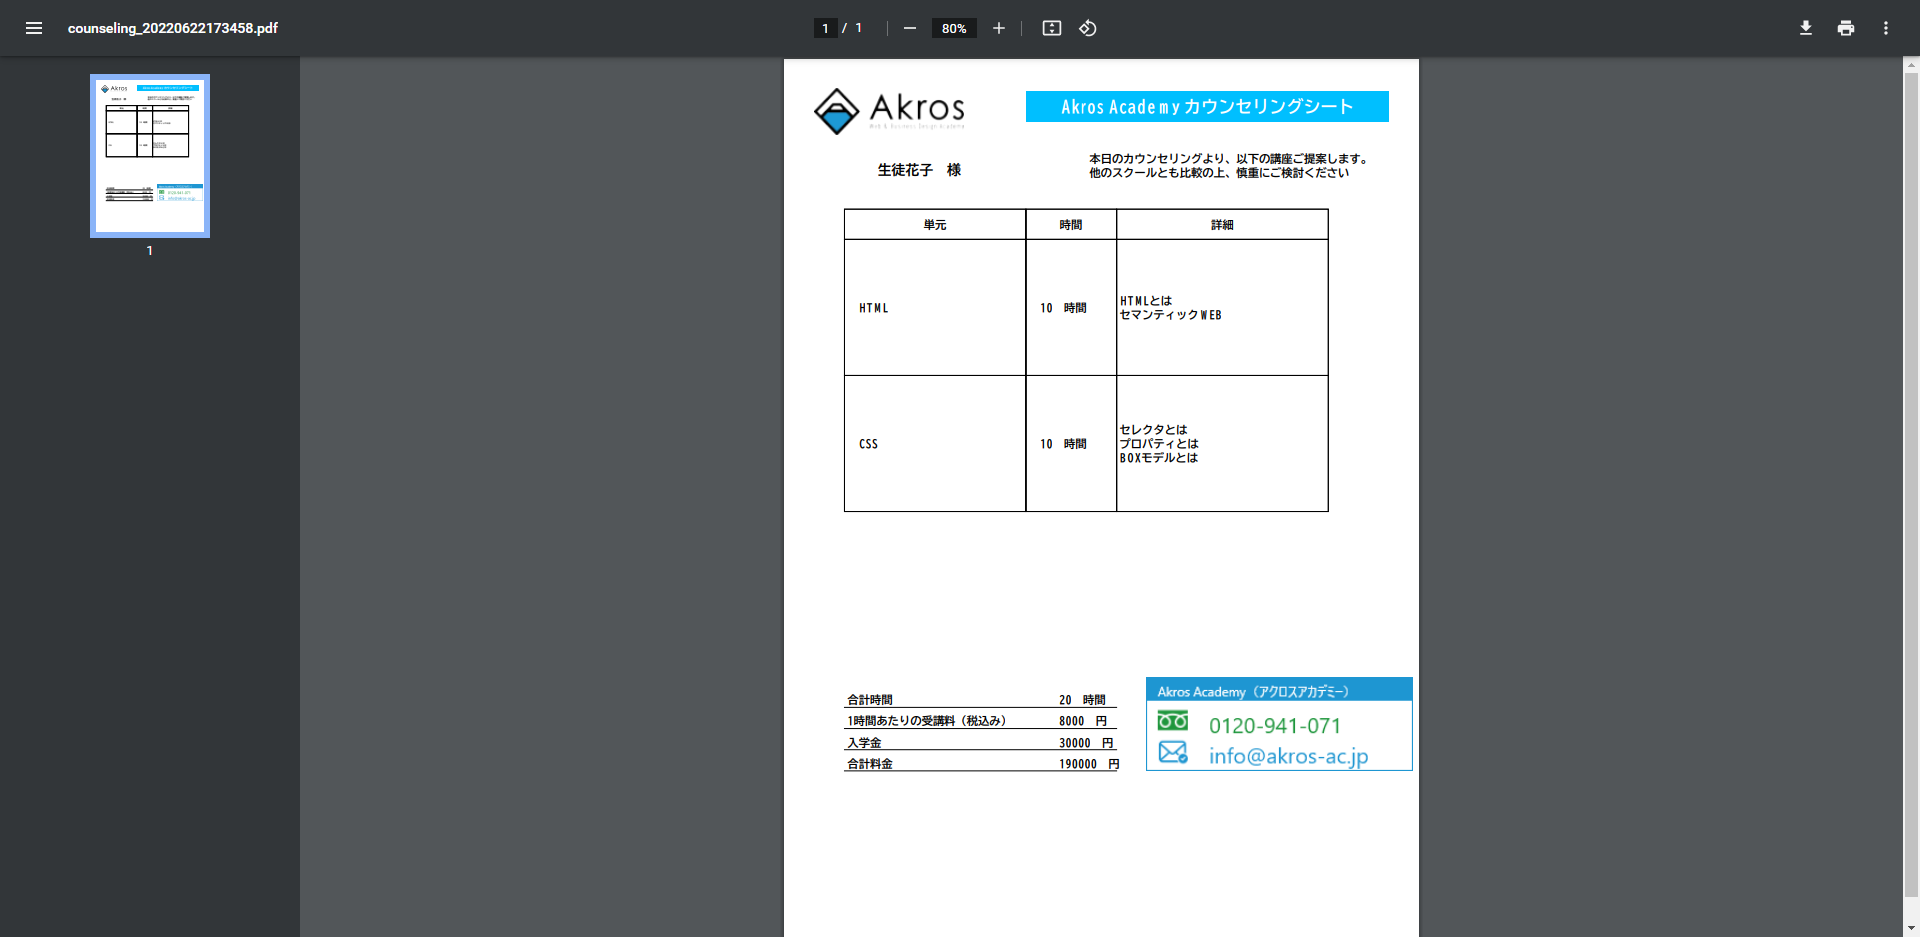 counseling_20220622173458.pdf
1 / 1
80%
1
Akros
Web & Business Design Academy
Akros Academy カウンセリングシート
生徒花子　様
本日のカウンセリングより、以下の講座ご提案します。
他のスクールとも比較の上、慎重にご検討ください
単元 時間 詳細
HTML 10 時間
HTMLとは
セマンティックWEB
CSS 10 時間
セレクタとは
プロパティとは
BOXモデルとは
合計時間 20 時間
1時間あたりの受講料（税込み） 8000 円
入学金 30000 円
合計料金 190000 円
Akros Academy（アクロスアカデミー）
0120-941-071
info@akros-ac.jp